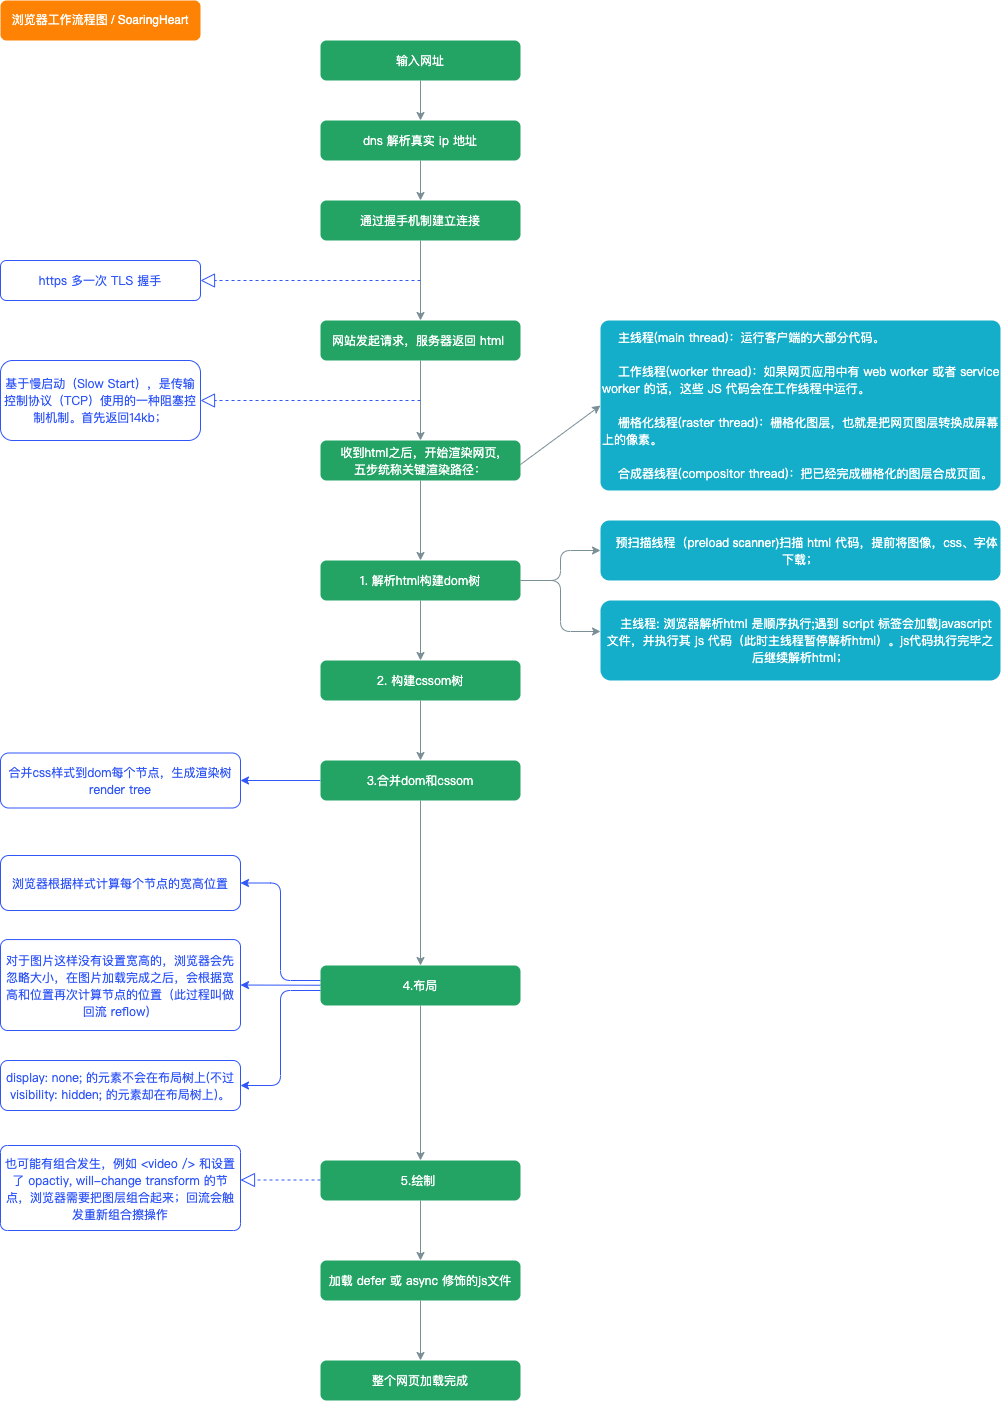 浏览器工作流程图 / SoaringHeart
输入网址
dns 解析真实 ip 地址
通过握手机制建立连接
https 多一次 TLS 握手
网站发起请求，服务器返回 html
基于慢启动（Slow Start），是传输
控制协议（TCP）使用的一种阻塞控
制机制。首先返回14kb；
收到html之后，开始渲染网页，
五步统称关键渲染路径：
主线程(main thread)：运行客户端的大部分代码。
工作线程(worker thread)：如果网页应用中有 web worker 或者 service
worker 的话，这些 JS 代码会在工作线程中运行。
栅格化线程(raster thread)：栅格化图层，也就是把网页图层转换成屏幕
上的像素。
合成器线程(compositor thread)：把已经完成栅格化的图层合成页面。
1. 解析html构建dom树
预扫描线程（preload scanner)扫描 html 代码，提前将图像，css、字体
下载；
主线程: 浏览器解析html 是顺序执行;遇到 script 标签会加载javascript
文件，并执行其 js 代码（此时主线程暂停解析html）。js代码执行完毕之
后继续解析html；
2. 构建cssom树
3.合并dom和cssom
合并css样式到dom每个节点，生成渲染树
render tree
浏览器根据样式计算每个节点的宽高位置
对于图片这样没有设置宽高的，浏览器会先
忽略大小，在图片加载完成之后，会根据宽
高和位置再次计算节点的位置（此过程叫做
回流 reflow）
4.布局
display: none; 的元素不会在布局树上(不过
visibility: hidden; 的元素却在布局树上)。
也可能有组合发生，例如 <video /> 和设置
了 opactiy, will-change transform 的节
点，浏览器需要把图层组合起来；回流会触
发重新组合擦操作
5.绘制
加载 defer 或 async 修饰的js文件
整个网页加载完成